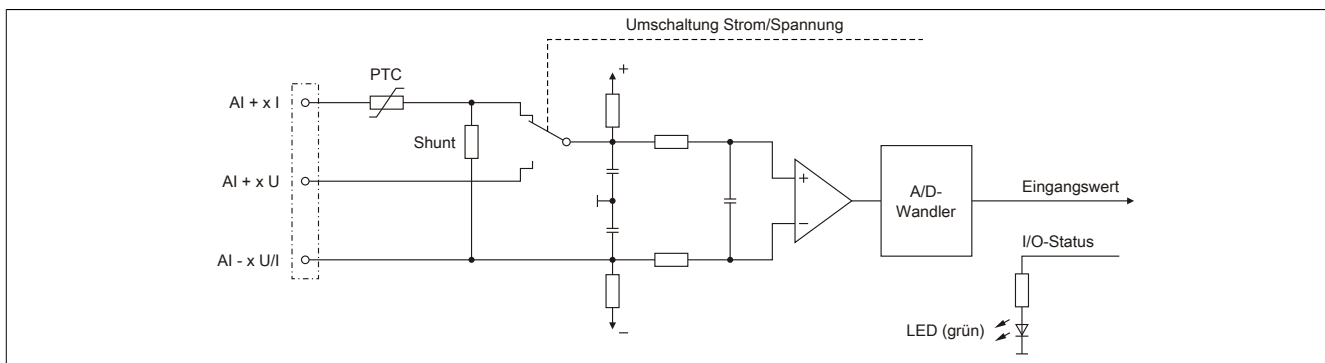 Umschaltung Strom/Spannung
PTC
+
AI + x I
Shunt
AI + x U
+
−
A/D-
Wandler
Eingangswert
I/O-Status
AI - x U/I
LED (grün)
−